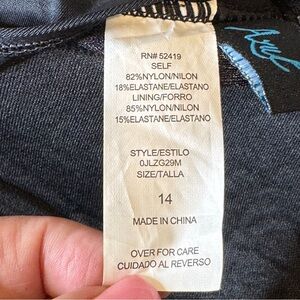 RN# 52419
SELF
82%NYLON/NILON
18%ELASTANE/ELASTANO
LINING/FORRO
85%NYLON/NILON
15%ELASTANE/ELASTANO
STYLE/ESTILO
0JLZG29M
SIZE/TALLA
14
MADE IN CHINA
OVER FOR CARE
CUIDADO AL REVERSO